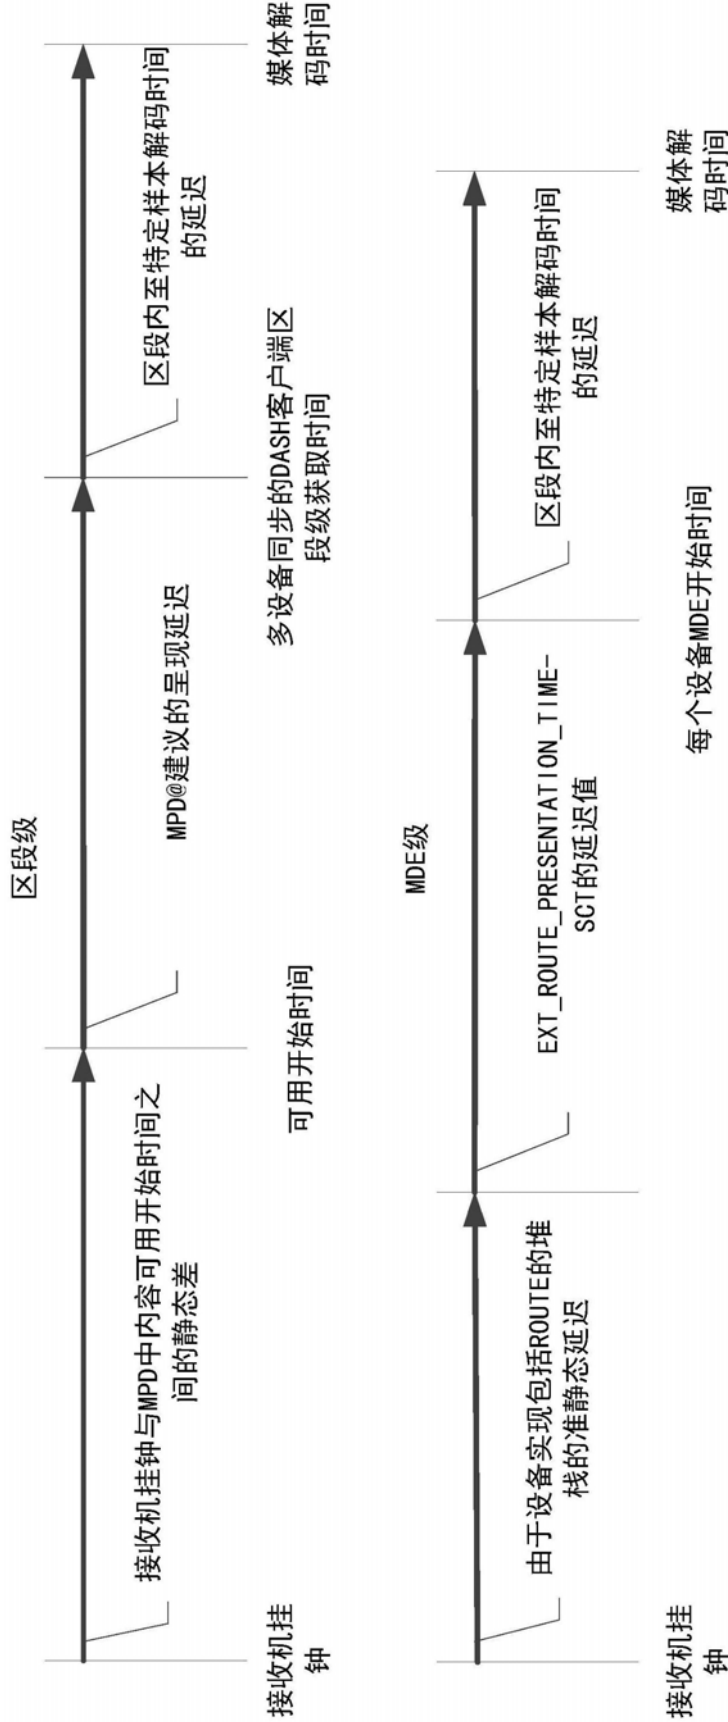 区段级
接收机挂钟与MPD中内容可用开始时间之
间的静态差
MPD@建议的呈现延迟
区段内至特定样本解码时间
的延迟
接收机挂
钟
可用开始时间
多设备同步的DASH客户端区
段级获取时间
媒体解
码时间
MDE级
由于设备实现包括ROUTE的堆
栈的准静态延迟
EXT_ROUTE_PRESENTATION_TIME-
SCT的延迟值
区段内至特定样本解码时间
的延迟
接收机挂
钟
每个设备MDE开始时间
媒体解
码时间